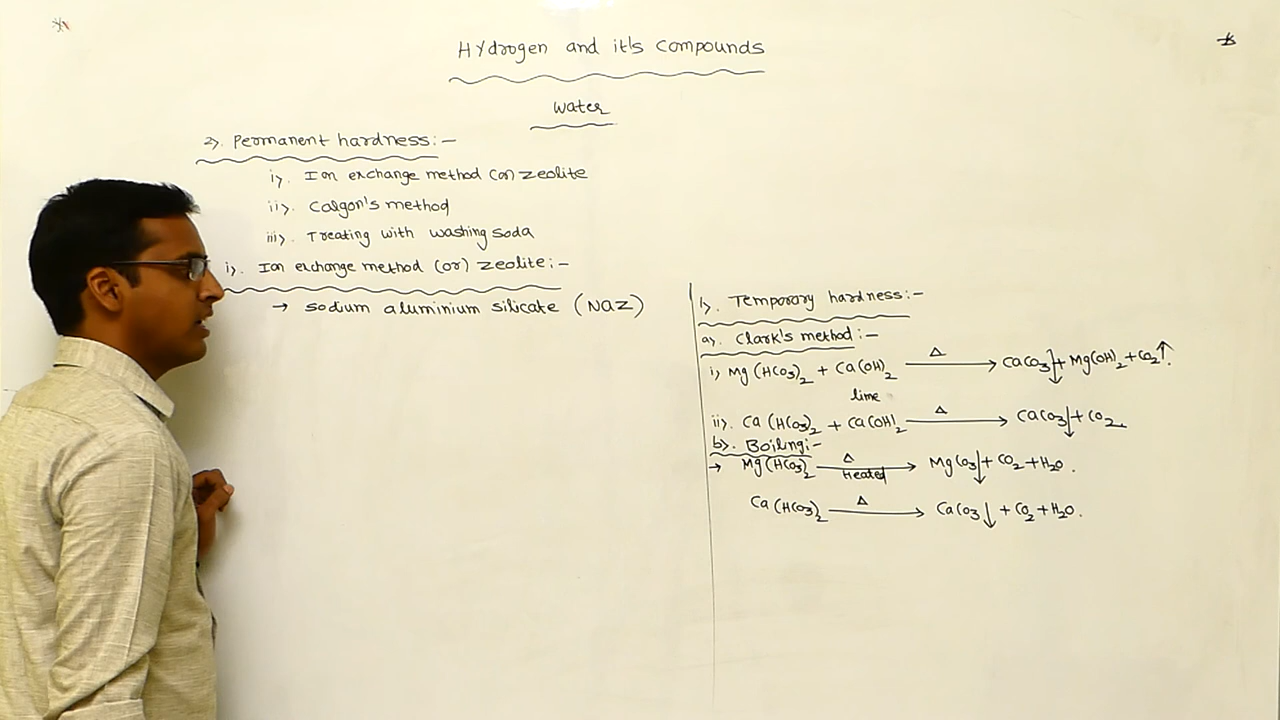 Hydrogen and it's compounds
Water
2). Permanent hardness:-
i). Ion exchange method (or) zeolite
ii). Calgon's method
iii). Treating with washing soda
i). Ion exchange method (or) zeolite:-
→ sodium aluminium silicate (NaZ)
1). Temporary hardness:-
a). Clark's method:-
i) Mg(HCO3)2 + Ca(OH)2 —Δ→ CaCO3↓ + Mg(OH)2 + CO2↑.
lime
ii). Ca(HCO3)2 + Ca(OH)2 —Δ→ CaCO3↓ + CO2.
b). Boiling:-
→ Mg(HCO3)2 —Δ→ MgCO3↓ + CO2 + H2O.
Heated
Ca(HCO3)2 —Δ→ CaCO3↓ + CO2 + H2O.